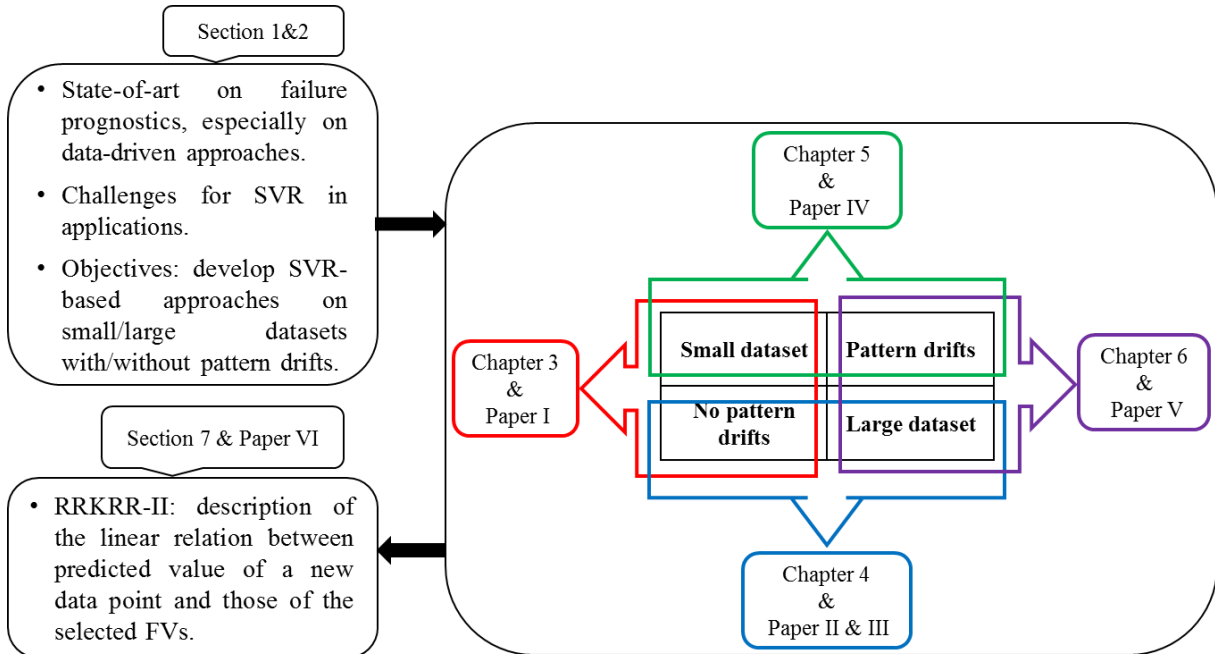 Section 1&2
• State-of-art on failure
prognostics, especially on
data-driven approaches.
• Challenges for SVR in
applications.
• Objectives: develop SVR-
based approaches on
small/large datasets
with/without pattern drifts.
Section 7 & Paper VI
• RRKRR-II: description of
the linear relation between
predicted value of a new
data point and those of the
selected FVs.
Chapter 5
&
Paper IV
Chapter 3
&
Paper I
Small dataset
Pattern drifts
No pattern
drifts
Large dataset
Chapter 6
&
Paper V
Chapter 4
&
Paper II & III